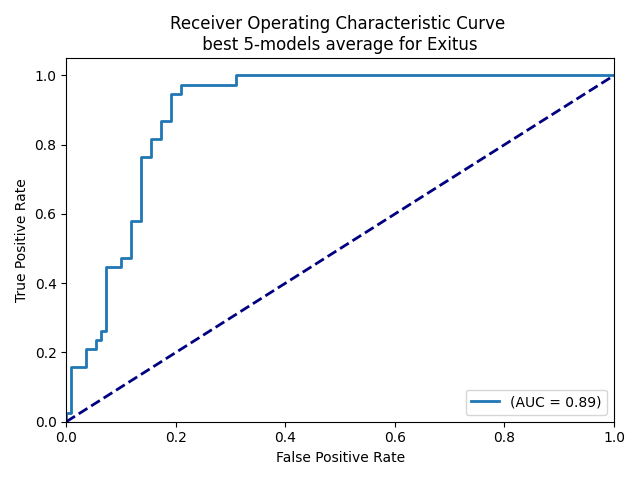 Receiver Operating Characteristic Curve
best 5-models average for Exitus
1.0
0.8
0.6
0.4
0.2
0.0
True Positive Rate
(AUC = 0.89)
0.0 0.2 0.4 0.6 0.8 1.0
False Positive Rate